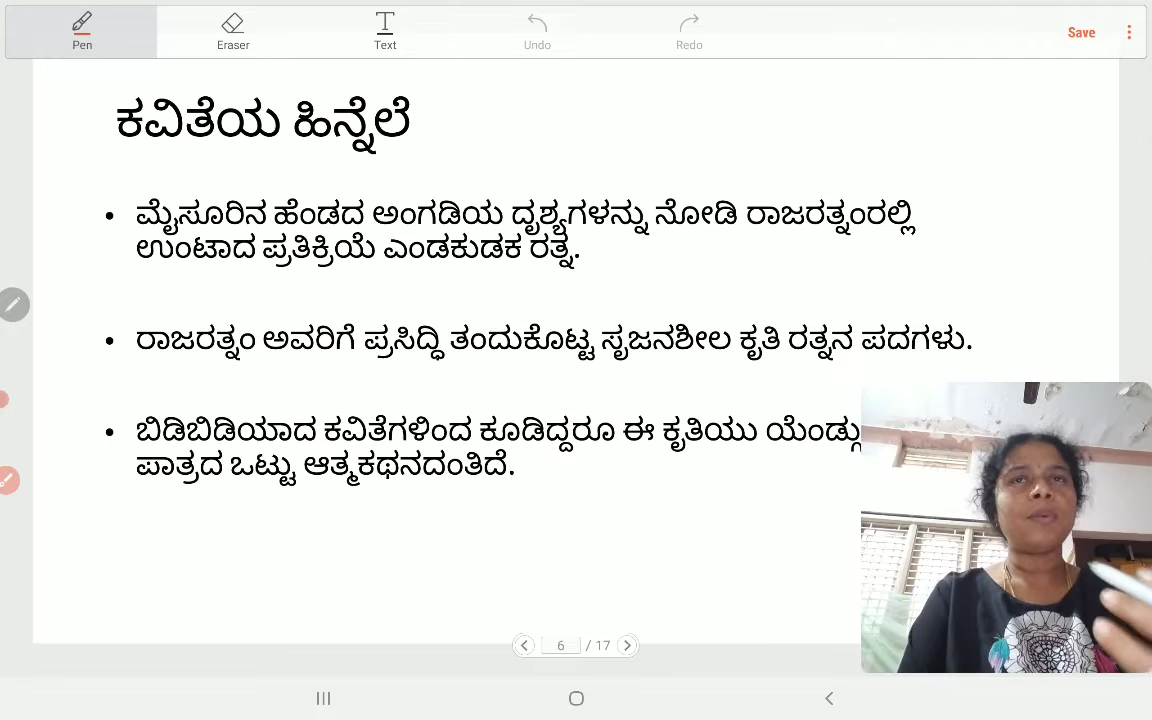 Pen
Eraser
Text
Undo
Redo
Save
ಕವಿತೆಯ ಹಿನ್ನೆಲೆ
• ಮೈಸೂರಿನ ಹೆಂಡದ ಅಂಗಡಿಯ ದೃಶ್ಯಗಳನ್ನು ನೋಡಿ ರಾಜರತ್ನಂರಲ್ಲಿ
ಉಂಟಾದ ಪ್ರತಿಕ್ರಿಯೆ ಎಂಡಕುಡಕ ರತ್ನ.
• ರಾಜರತ್ನಂ ಅವರಿಗೆ ಪ್ರಸಿದ್ಧಿ ತಂದುಕೊಟ್ಟ ಸೃಜನಶೀಲ ಕೃತಿ ರತ್ನನ ಪದಗಳು.
• ಬಿಡಿಬಿಡಿಯಾದ ಕವಿತೆಗಳಿಂದ ಕೂಡಿದ್ದರೂ ಈ ಕೃತಿಯು
ಪಾತ್ರದ ಒಟ್ಟು ಆತ್ಮಕಥನದಂತಿದೆ.
6 / 17